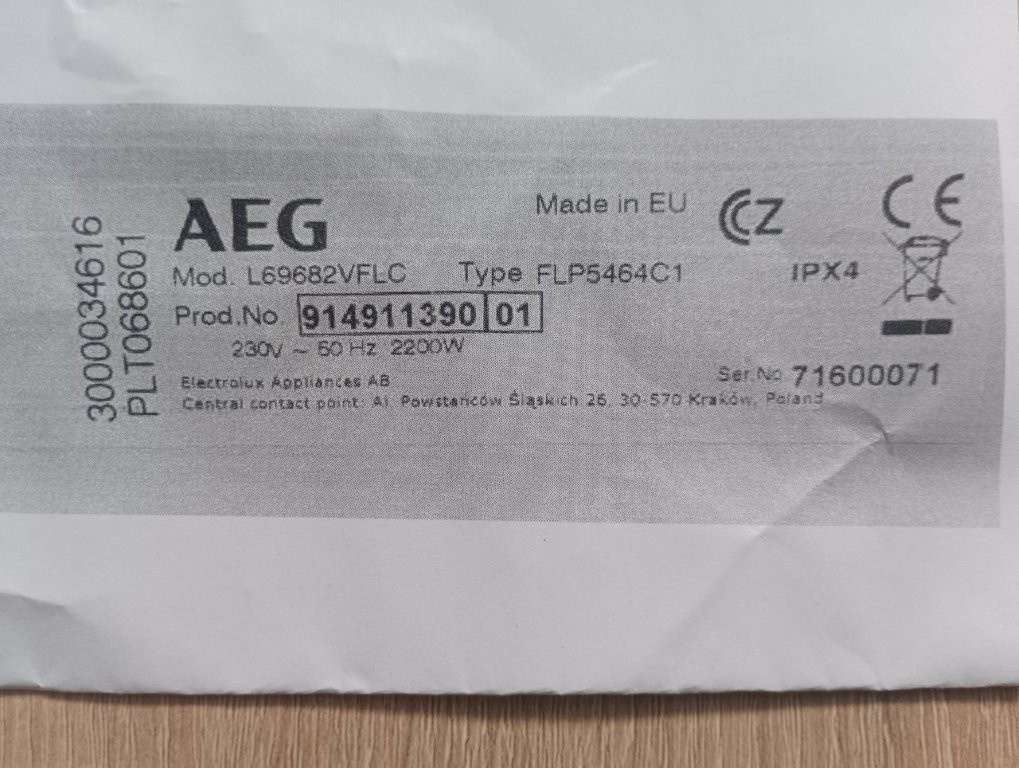 3000034616
PLT068601
AEG
Made in EU
CZ
CE
Mod. L69682VFLC Type FLP5464C1
IPX4
Prod.No. 914911390 01
230V ~ 50 Hz 2200W
Electrolux Appliances AB
Ser.No. 71600071
Central contact point: Al. Powstańców Śląskich 26, 30-570 Kraków, Poland